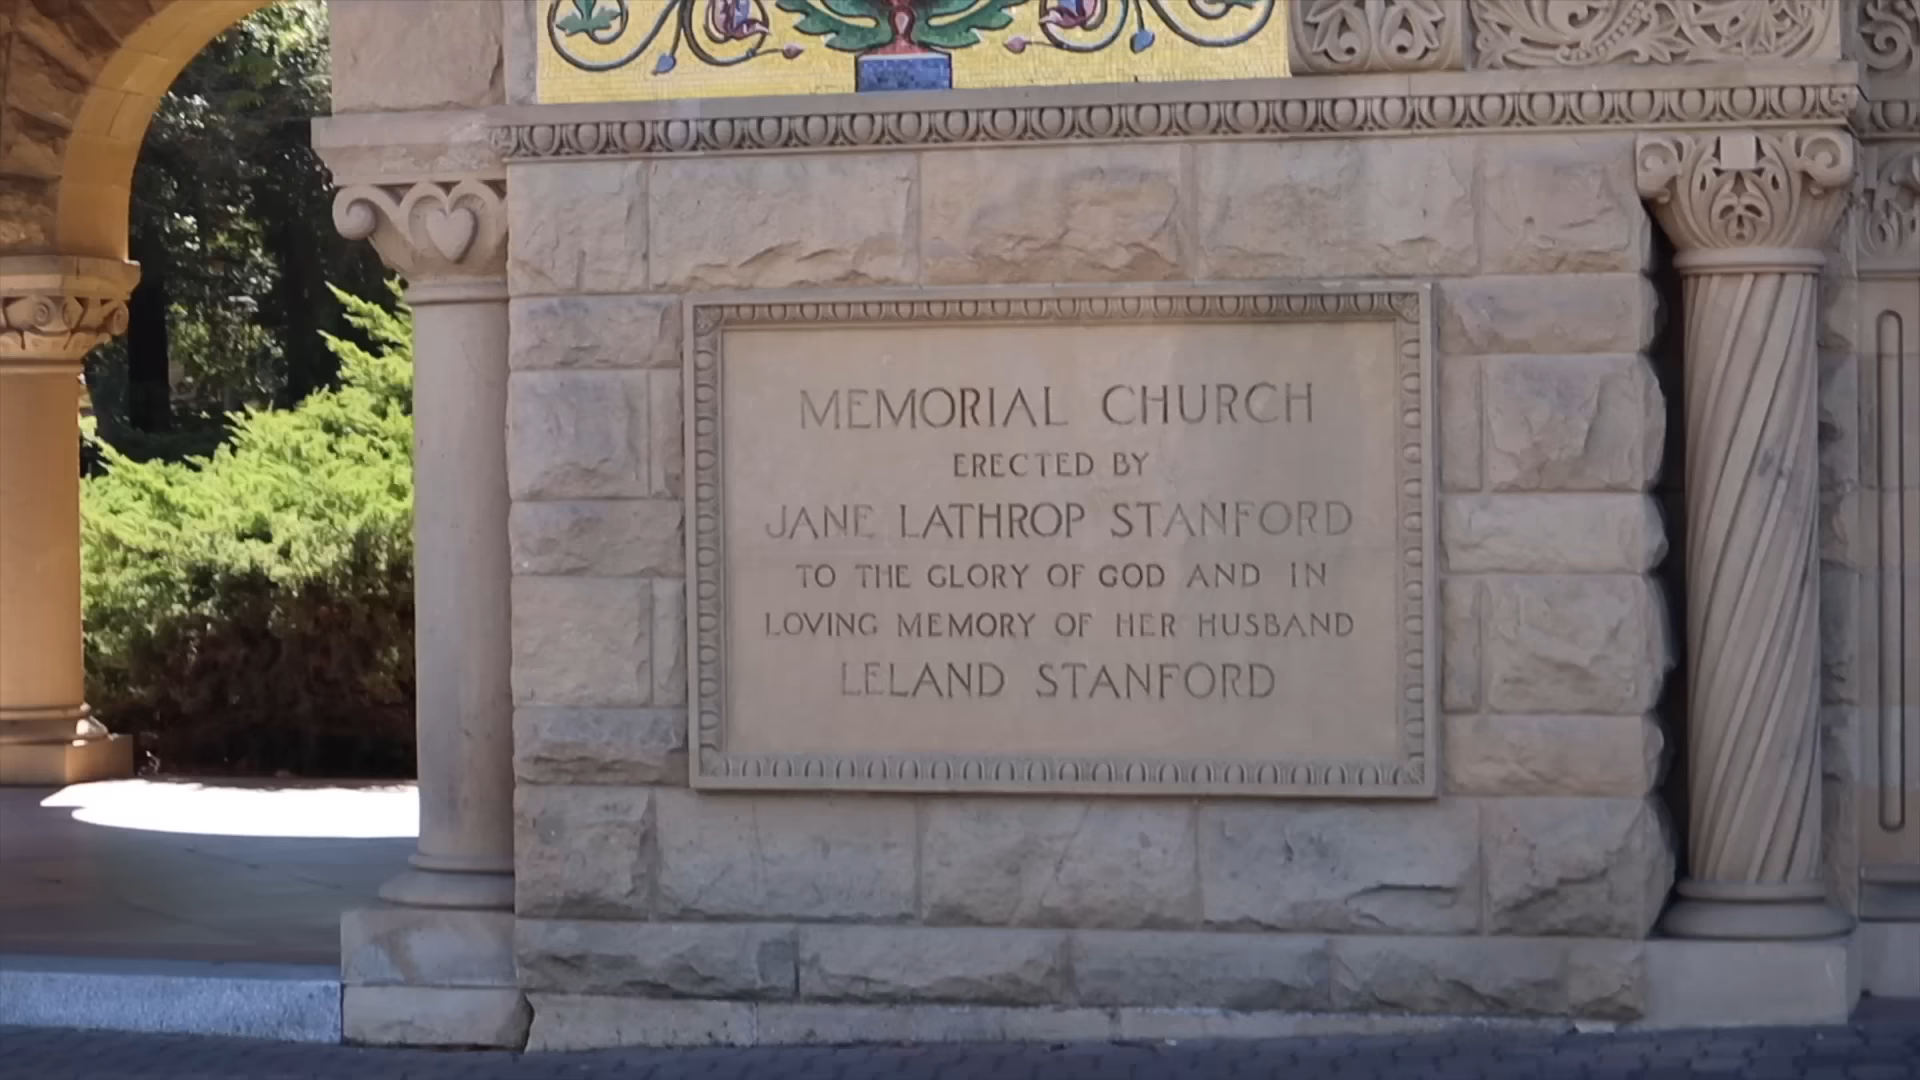 MEMORIAL CHURCH
ERECTED BY
JANE LATHROP STANFORD
TO THE GLORY OF GOD AND IN
LOVING MEMORY OF HER HUSBAND
LELAND STANFORD